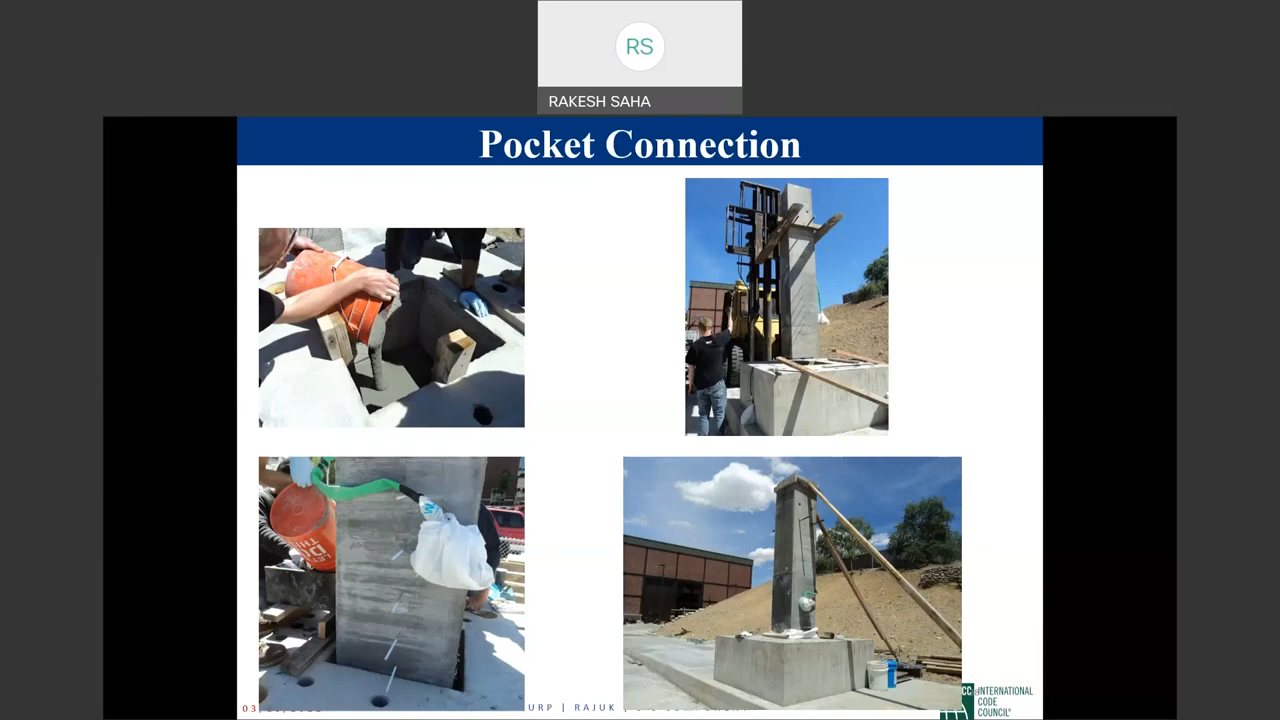 RS
RAKESH SAHA
Pocket Connection
URP | RAJUK |
INTERNATIONAL
CODE
COUNCIL